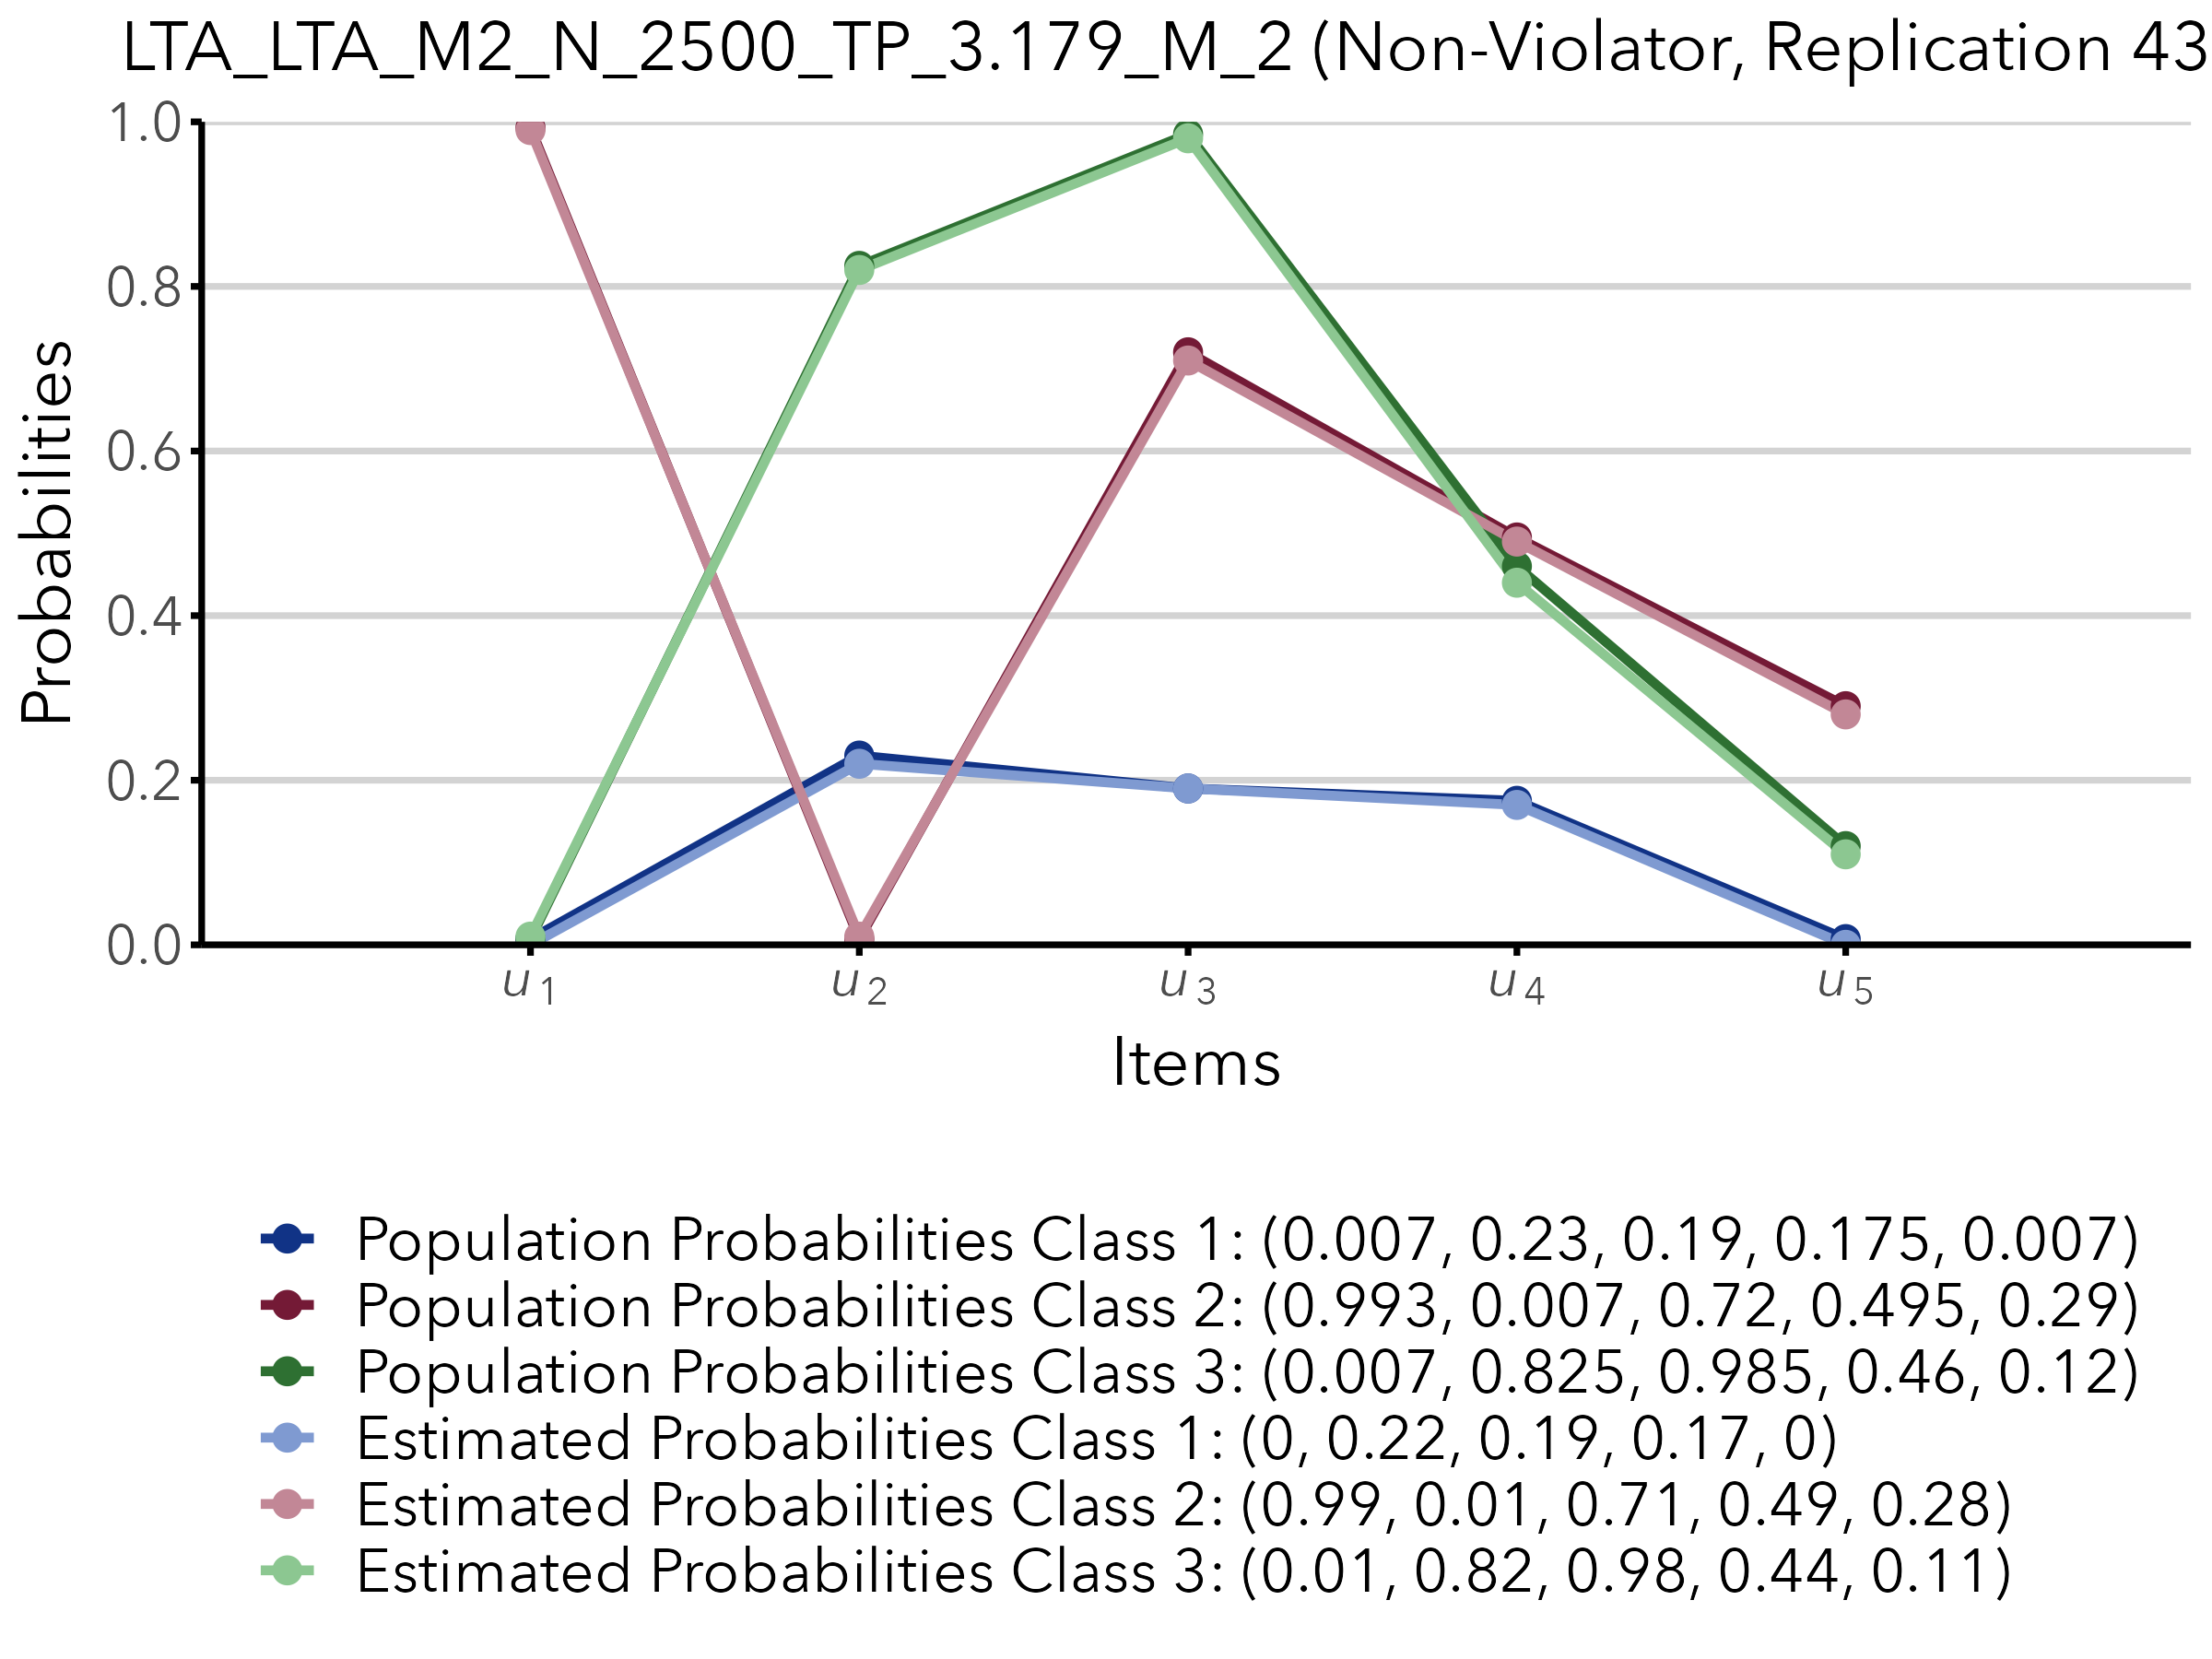 LTA_LTA_M2_N_2500_TP_3.179_M_2 (Non-Violator, Replication 43
1.0
0.8
0.6
0.4
0.2
0.0
Probabilities
u1 u2 u3 u4 u5
Items
Population Probabilities Class 1: (0.007, 0.23, 0.19, 0.175, 0.007)
Population Probabilities Class 2: (0.993, 0.007, 0.72, 0.495, 0.29)
Population Probabilities Class 3: (0.007, 0.825, 0.985, 0.46, 0.12)
Estimated Probabilities Class 1: (0, 0.22, 0.19, 0.17, 0)
Estimated Probabilities Class 2: (0.99, 0.01, 0.71, 0.49, 0.28)
Estimated Probabilities Class 3: (0.01, 0.82, 0.98, 0.44, 0.11)